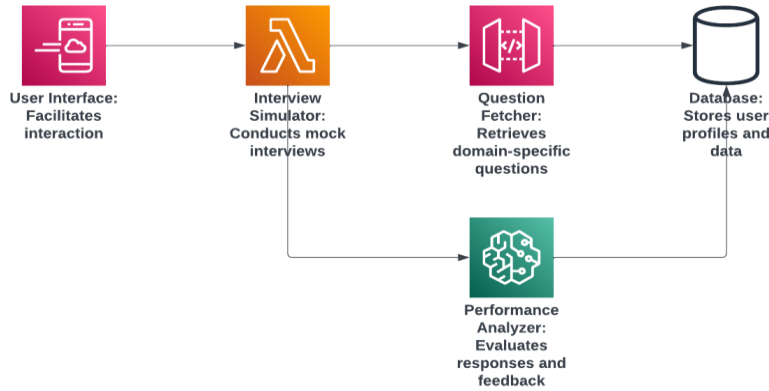 User Interface:
Facilitates
interaction
Interview
Simulator:
Conducts mock
interviews
Question
Fetcher:
Retrieves
domain-specific
questions
Database:
Stores user
profiles and
data
Performance
Analyzer:
Evaluates
responses and
feedback